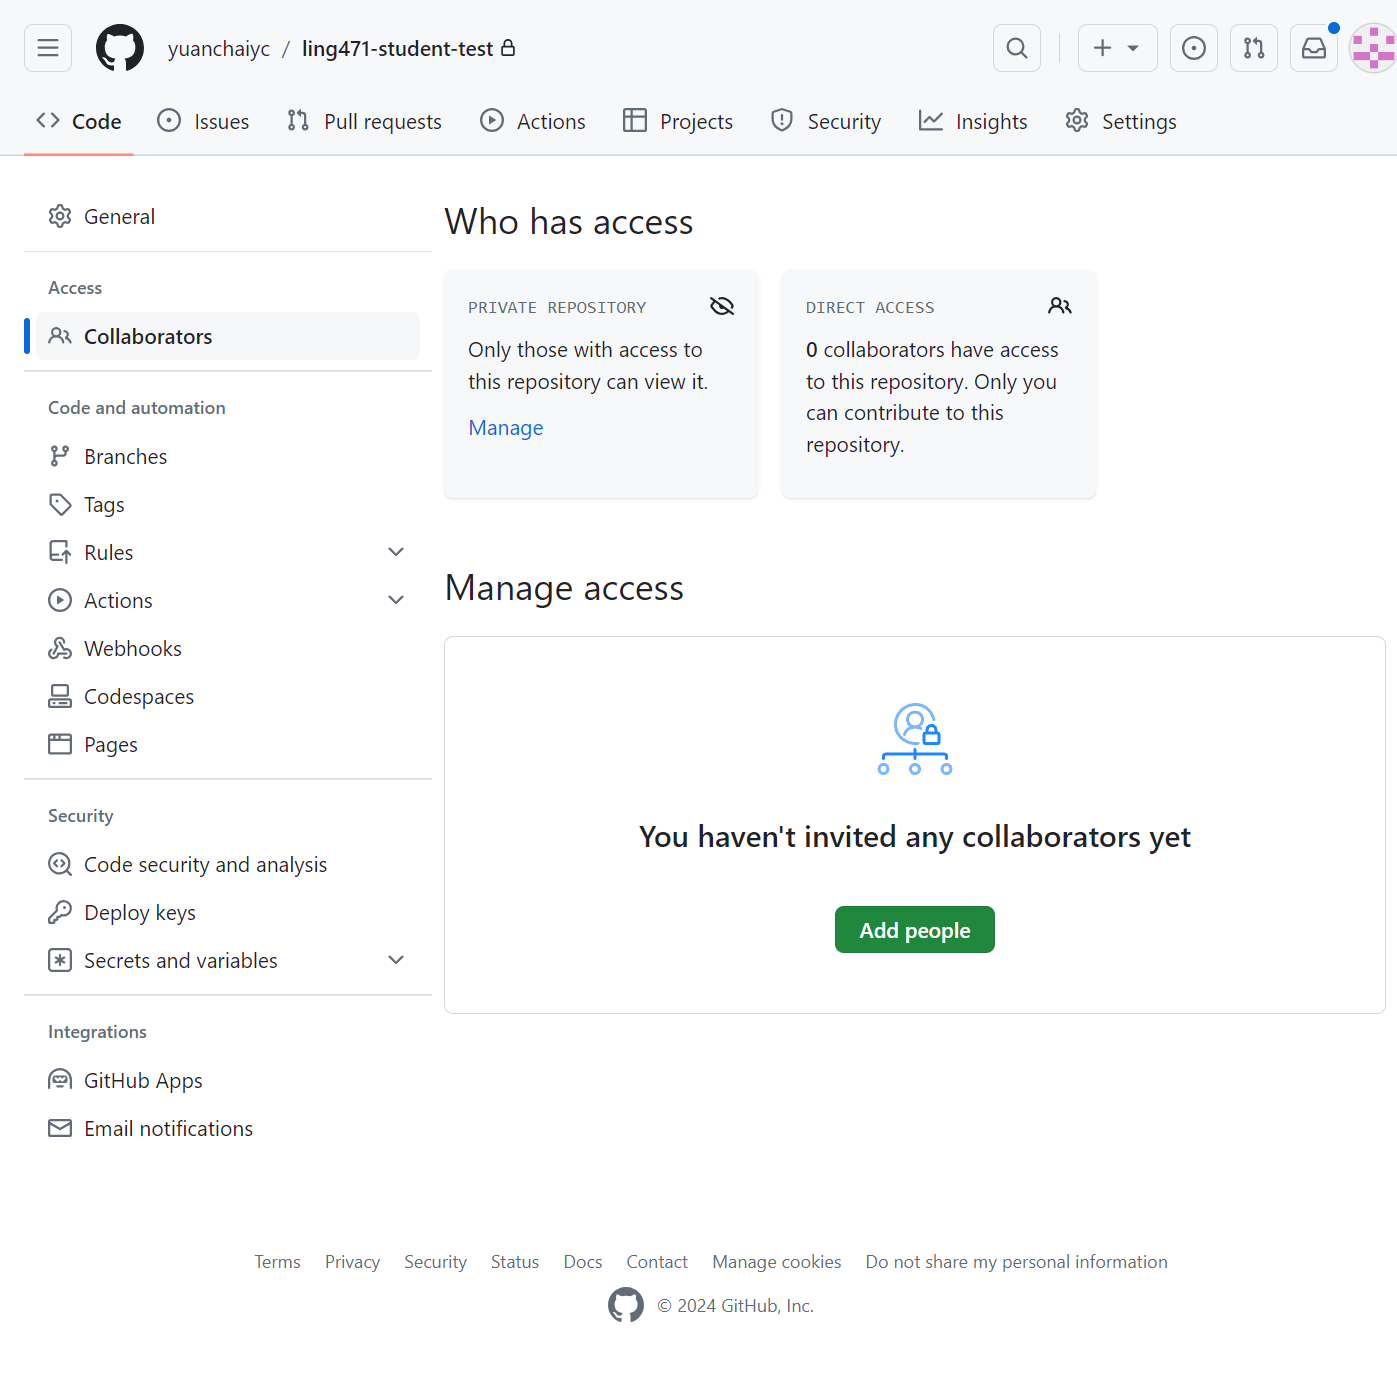 yuanchaiyc / ling471-student-test
Code Issues Pull requests Actions Projects Security Insights Settings
General
Access
Collaborators
Code and automation
Branches
Tags
Rules
Actions
Webhooks
Codespaces
Pages
Security
Code security and analysis
Deploy keys
Secrets and variables
Integrations
GitHub Apps
Email notifications
Who has access
PRIVATE REPOSITORY
Only those with access to
this repository can view it.
Manage
DIRECT ACCESS
0 collaborators have access
to this repository. Only you
can contribute to this
repository.
Manage access
You haven't invited any collaborators yet
Add people
Terms Privacy Security Status Docs Contact Manage cookies Do not share my personal information
© 2024 GitHub, Inc.